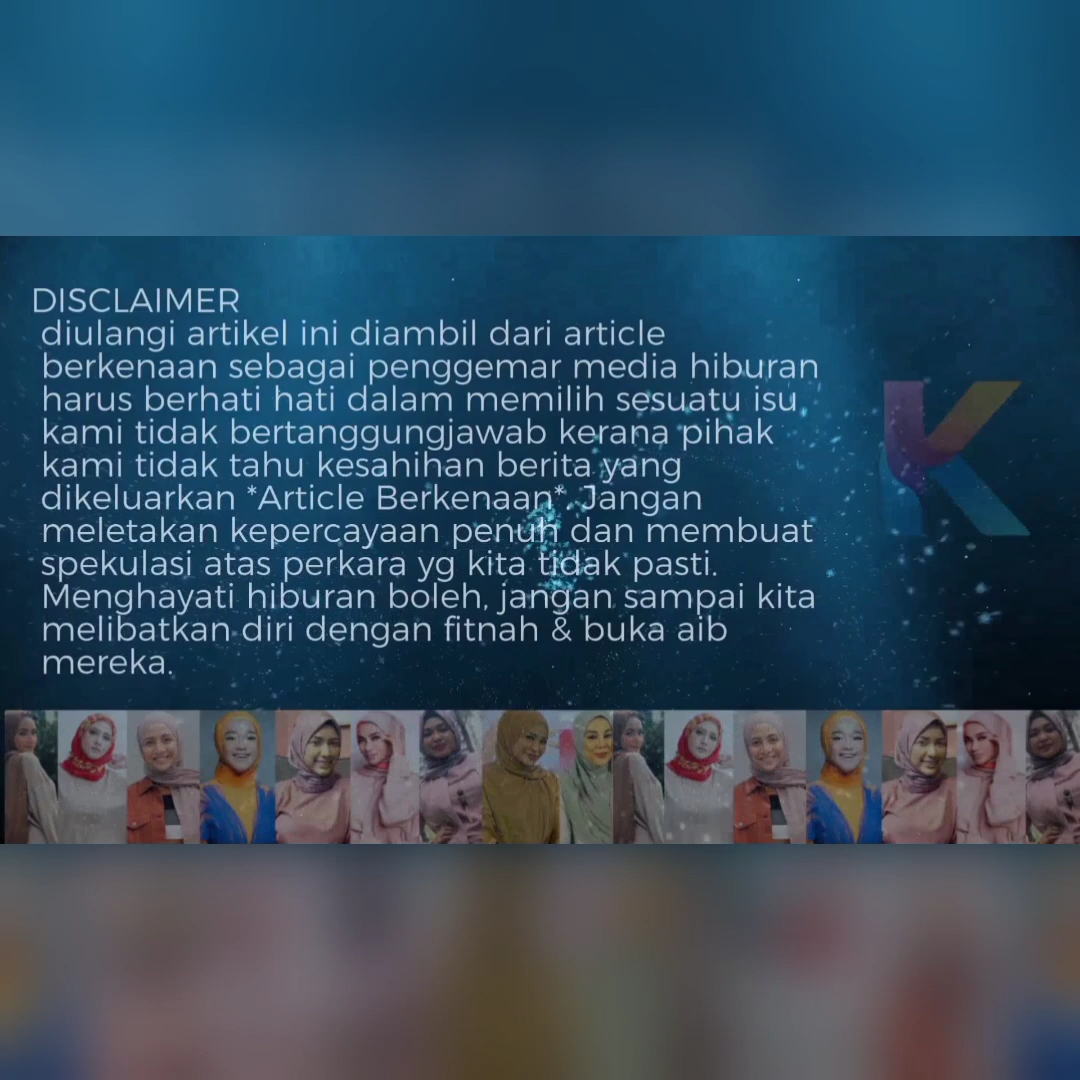 DISCLAIMER
diulangi artikel ini diambil dari article
berkenaan sebagai penggemar media hiburan
harus berhati hati dalam memilih sesuatu isu
kami tidak bertanggungjawab kerana pihak
kami tidak tahu kesahihan berita yang
dikeluarkan *Article Berkenaan*. Jangan
meletakan kepercayaan penuh dan membuat
spekulasi atas perkara yg kita tidak pasti.
Menghayati hiburan boleh, jangan sampai kita
melibatkan diri dengan fitnah & buka aib
mereka.
K